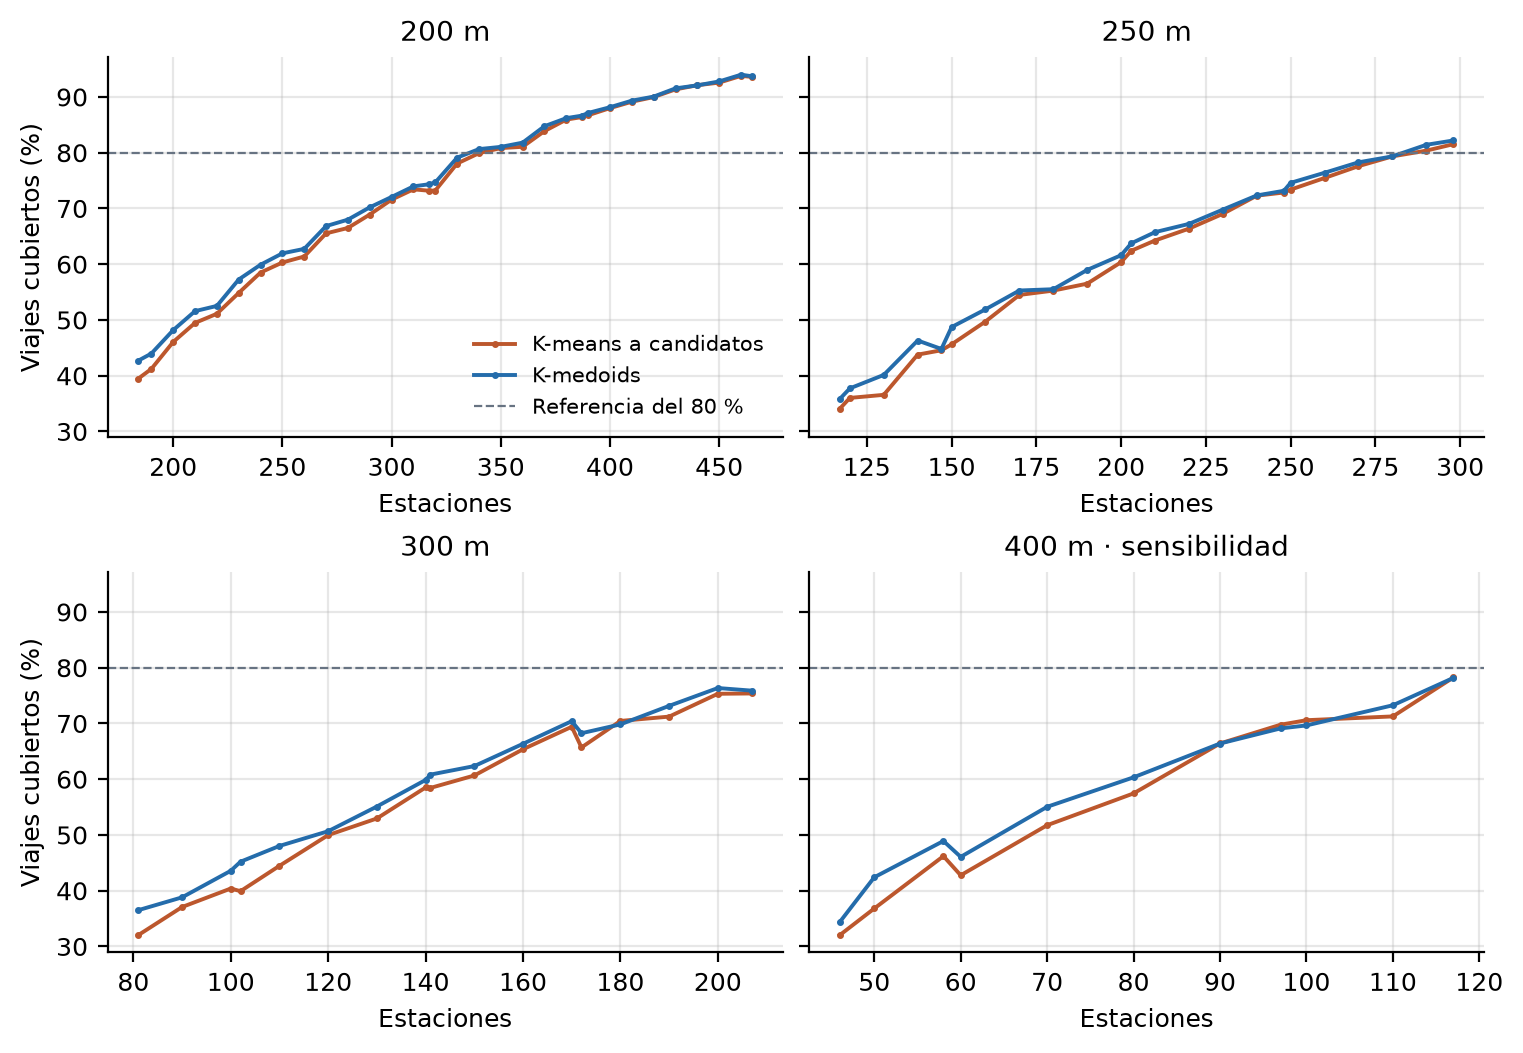 200 m
250 m
Viajes cubiertos (%)
90
80
70
60
50
40
30
K-means a candidatos
K-medoids
Referencia del 80 %
200 250 300 350 400 450
125 150 175 200 225 250 275 300
Estaciones
Estaciones
300 m
400 m · sensibilidad
Viajes cubiertos (%)
90
80
70
60
50
40
30
80 100 120 140 160 180 200
50 60 70 80 90 100 110 120
Estaciones
Estaciones